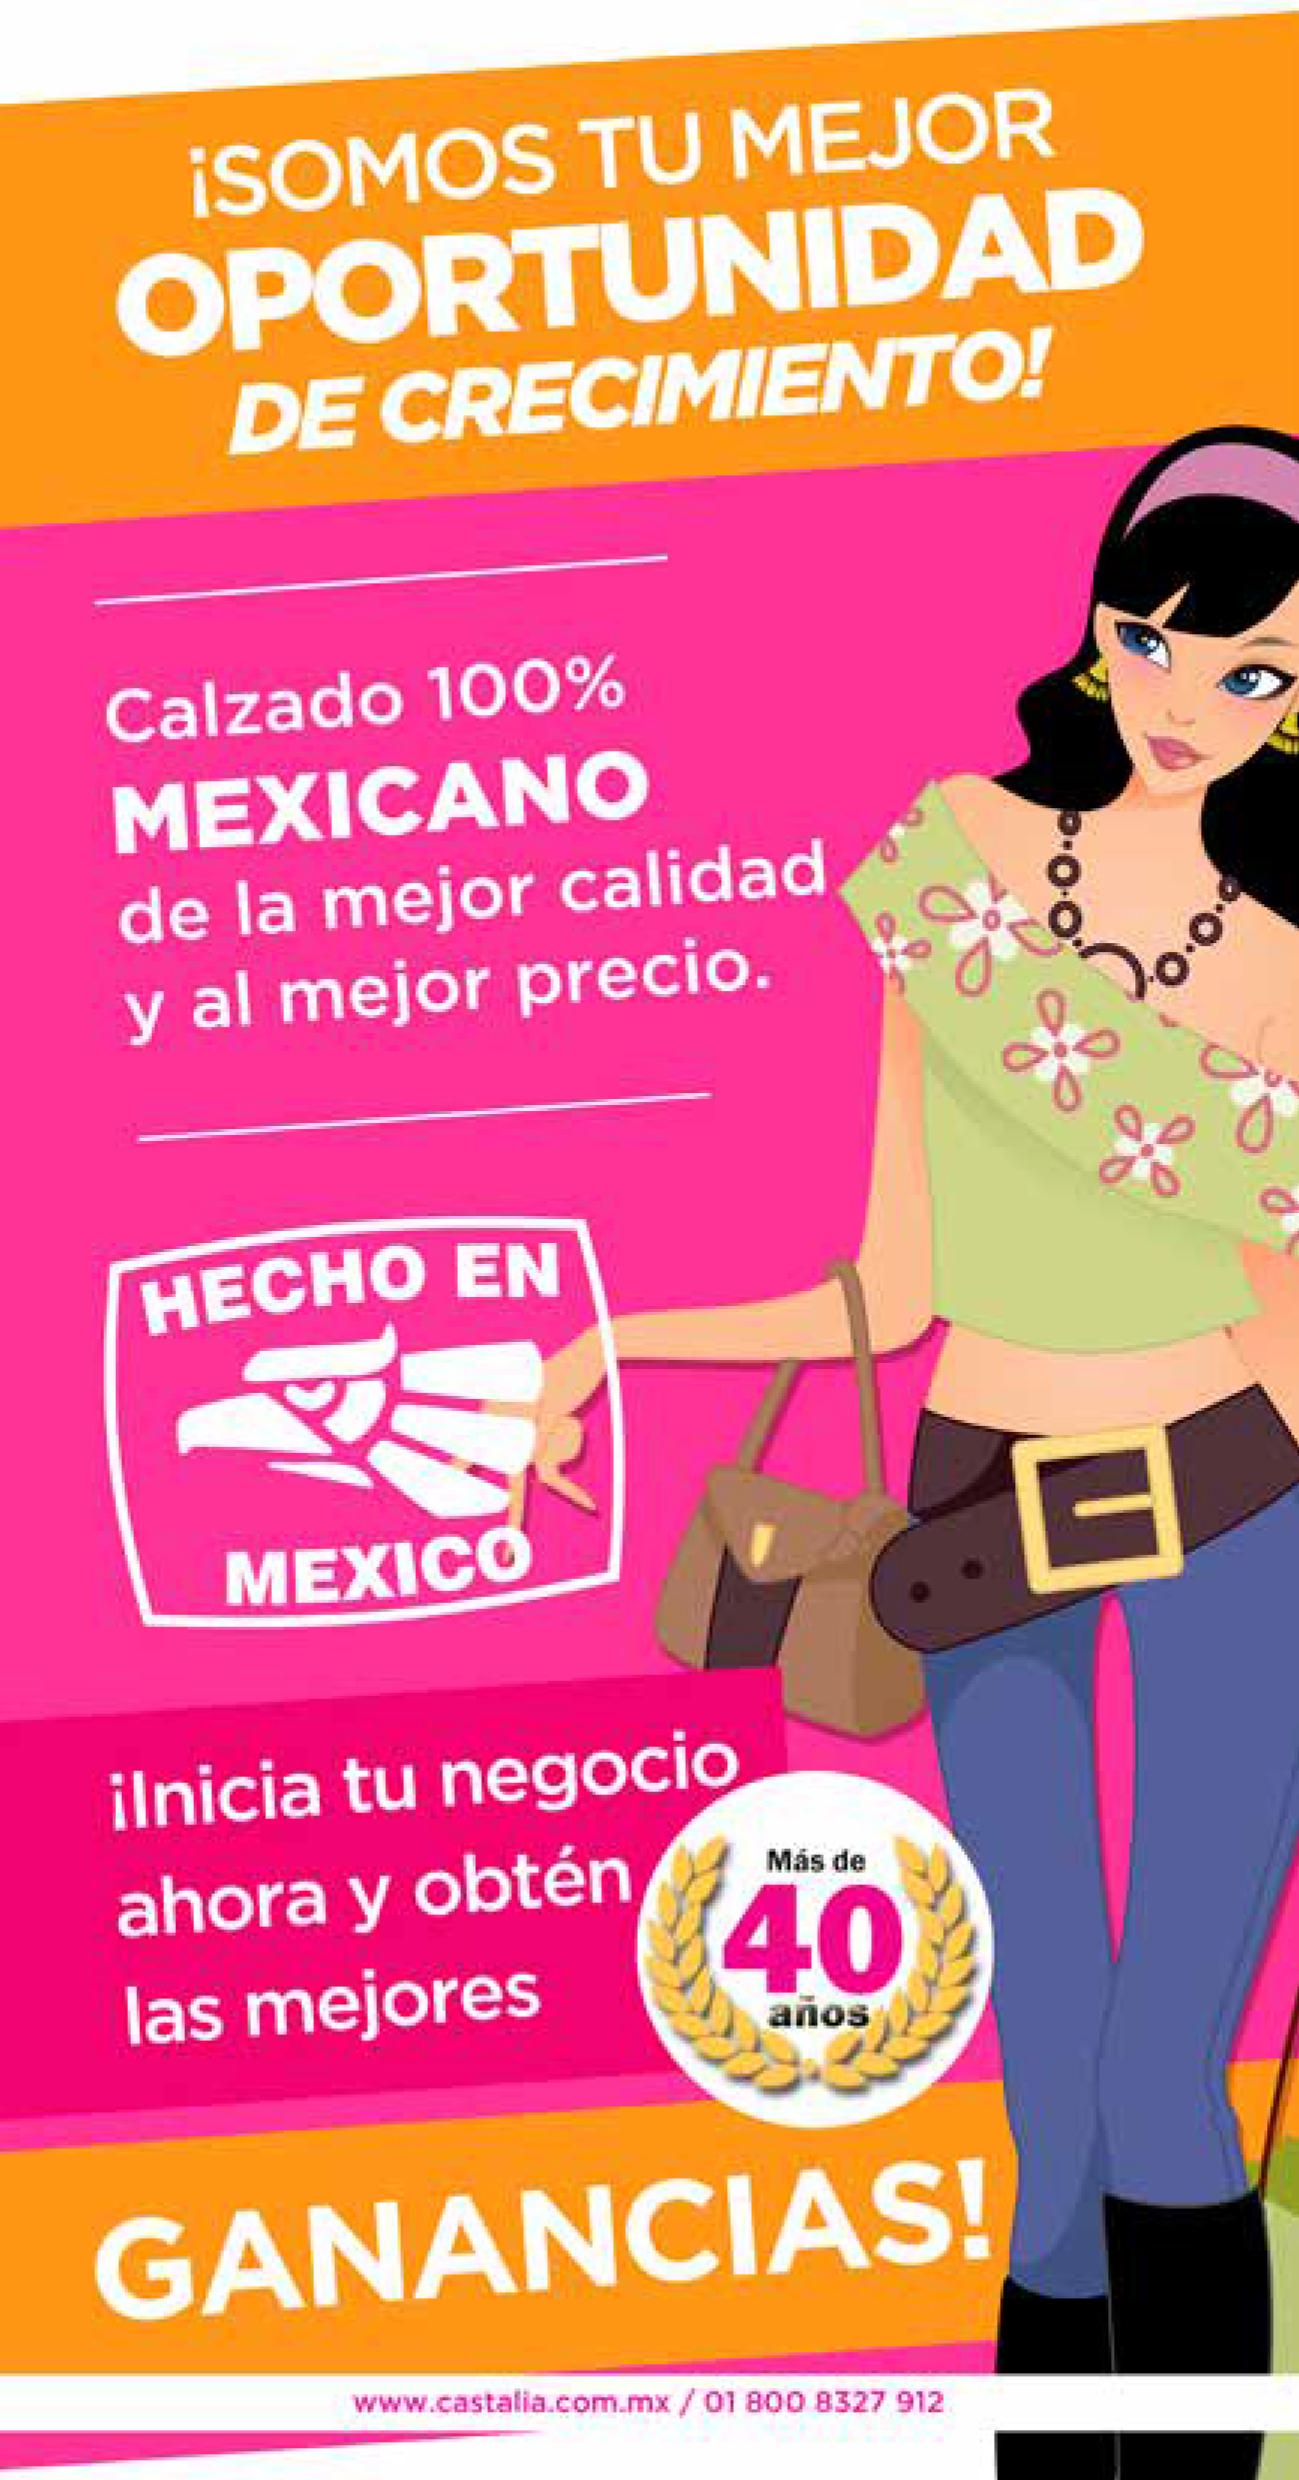 ¡SOMOS TU MEJOR
OPORTUNIDAD
DE CRECIMIENTO!
Calzado 100%
MEXICANO
de la mejor calidad
y al mejor precio.
HECHO EN
MEXICO
¡Inicia tu negocio
ahora y obtén
las mejores
Más de
40
años
GANANCIAS!
www.castalia.com.mx / 01 800 8327 912